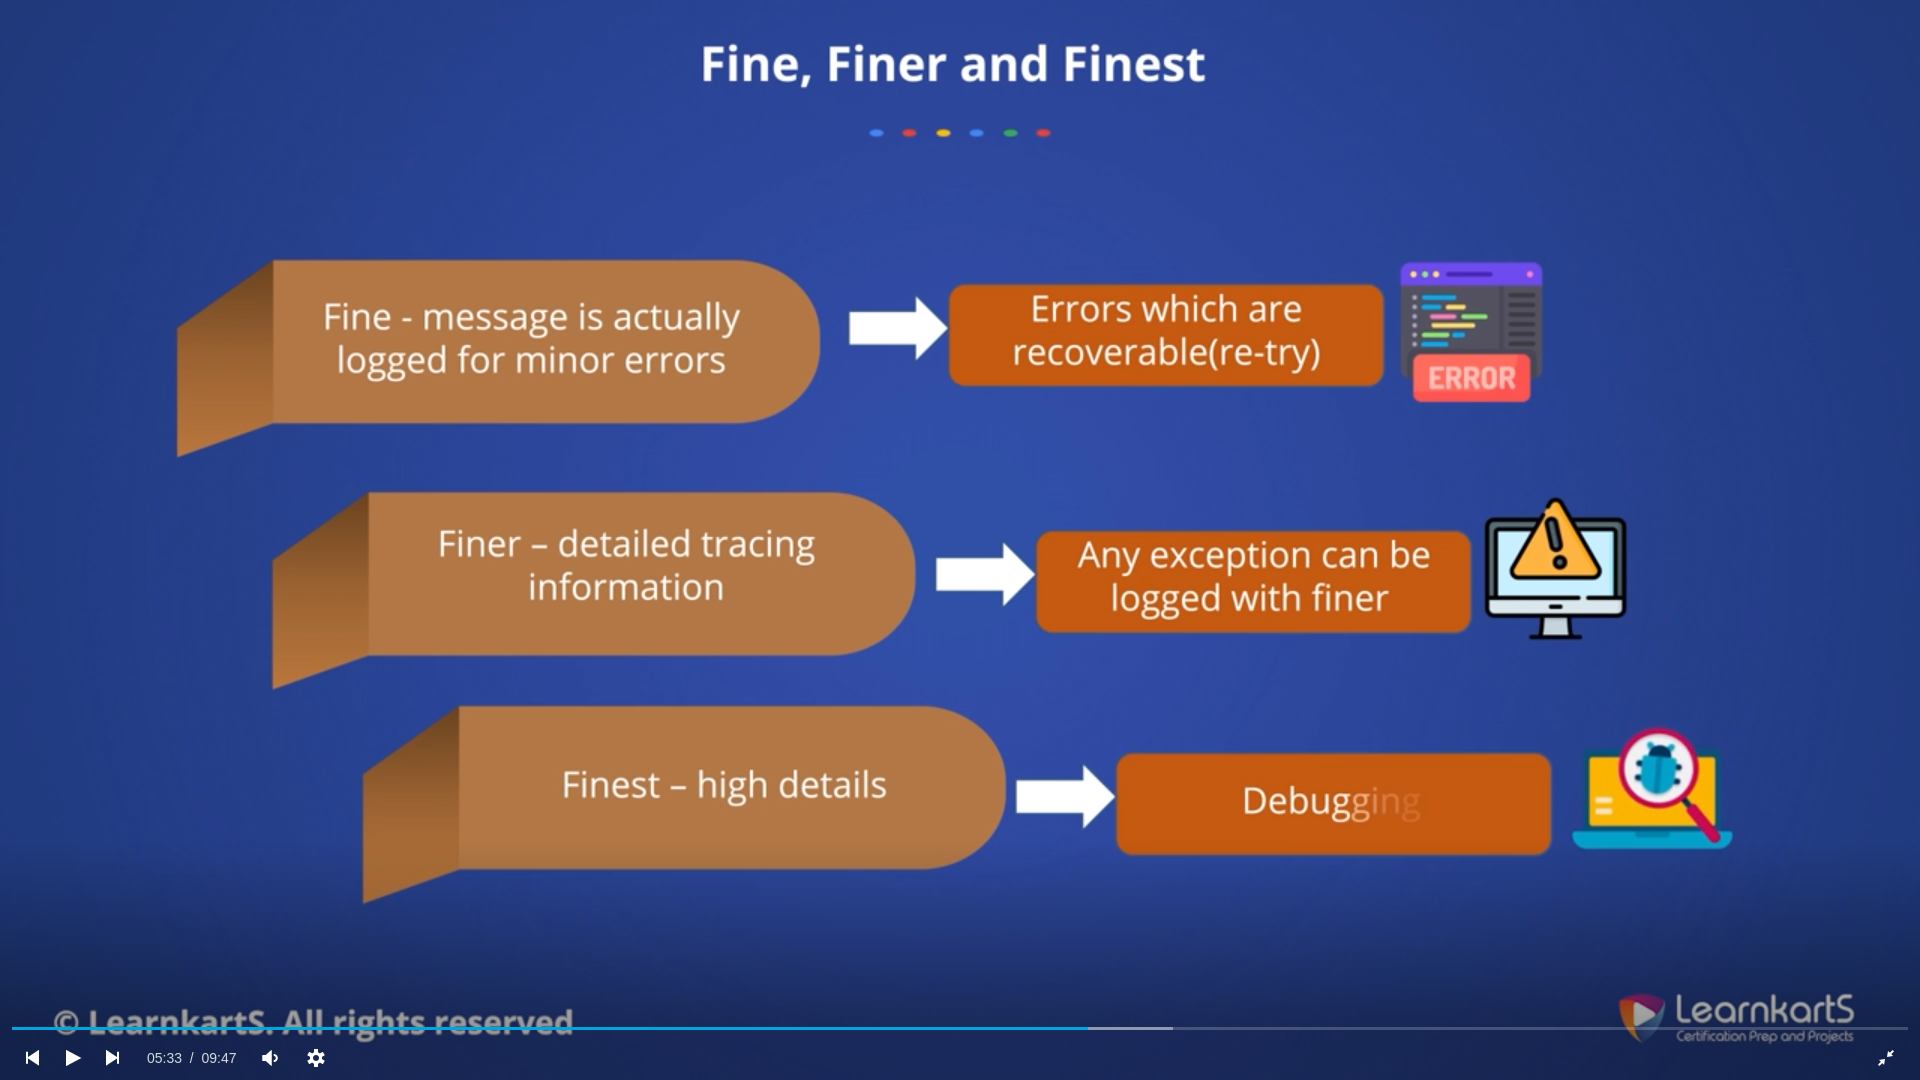 Fine, Finer and Finest
Fine - message is actually
logged for minor errors
Errors which are
recoverable(re-try)
ERROR
Finer – detailed tracing
information
Any exception can be
logged with finer
Finest – high details
Debugging
© LearnkartS. All rights reserved
LearnkartS
Certification Prep and Projects
05:33 / 09:47